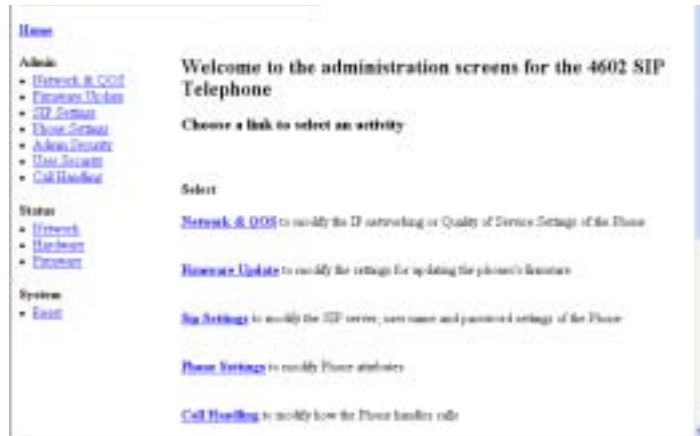 Home
Admin
Network & QOS
Firmware Update
SIP Settings
Phone Settings
Admin Security
User Security
Call Handling
Status
Network
Hardware
Firmware
System
Reset
Welcome to the administration screens for the 4602 SIP
Telephone
Choose a link to select an activity
Select
Network & QOS to modify the IP networking or Quality of Service Settings of the Phone
Firmware Update to modify the settings for updating the phone's firmware
Sip Settings to modify the SIP server, user name and password settings of the Phone
Phone Settings to modify Phone attributes
Call Handling to modify how the Phone handles calls